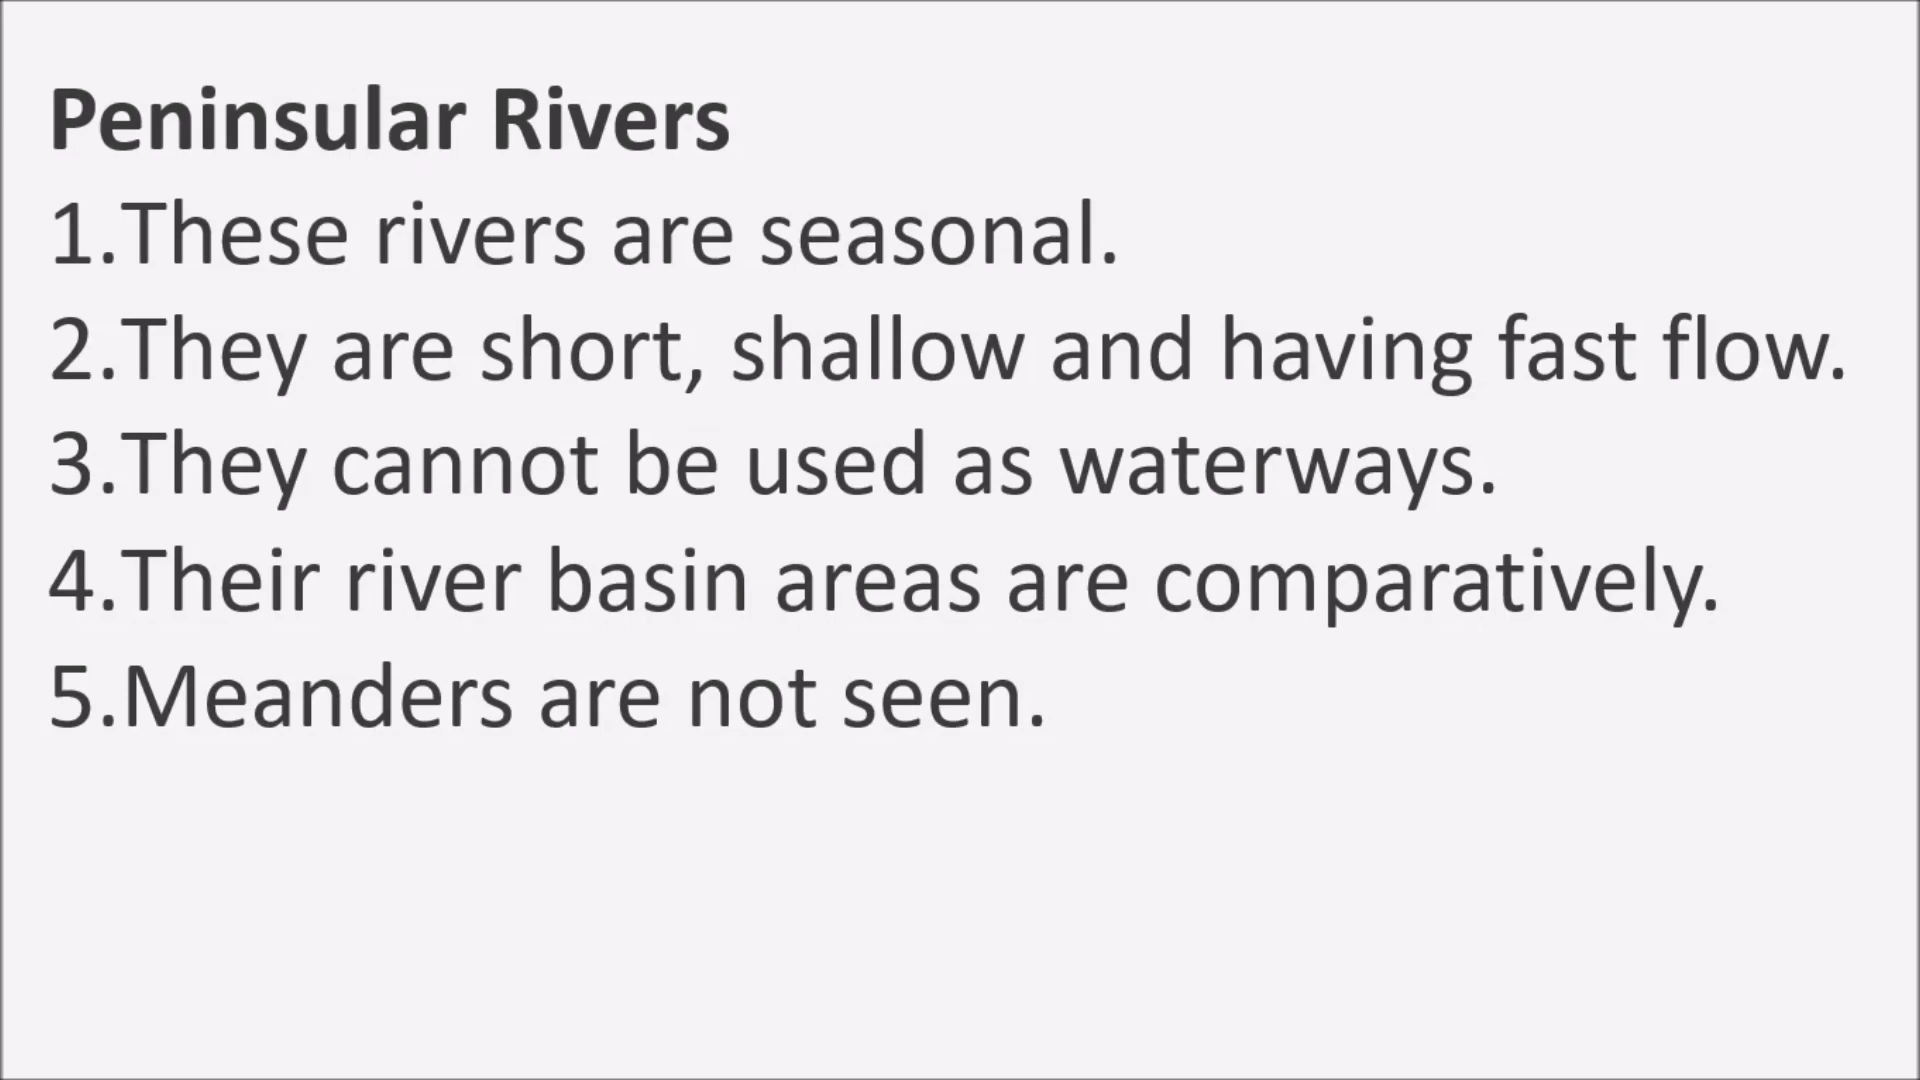 Peninsular Rivers
1.These rivers are seasonal.
2.They are short, shallow and having fast flow.
3.They cannot be used as waterways.
4.Their river basin areas are comparatively.
5.Meanders are not seen.